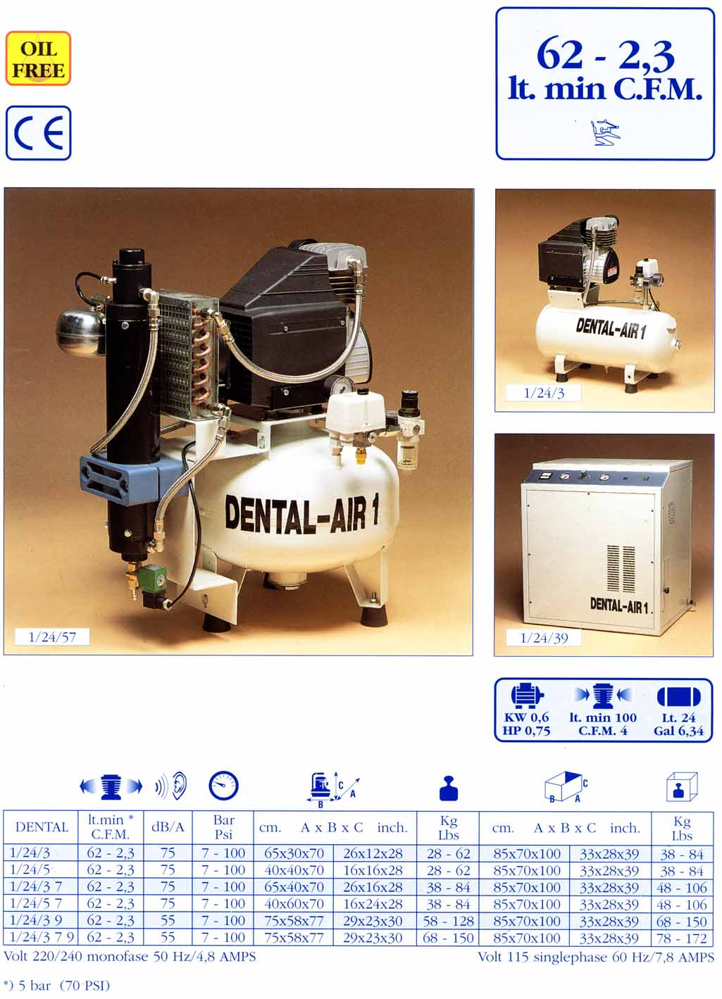 OIL
FREE
CE
62 - 2,3
lt. min C.F.M.
DENTAL-AIR 1
1/24/57
DENTAL-AIR 1
1/24/3
DENTAL-AIR 1
1/24/39
KW 0,6 lt. min 100 Lt. 24
HP 0,75 C.F.M. 4 Gal 6,34
C
A
B
C
B A
DENTAL lt.min * C.F.M. dB/A Bar Psi cm. A x B x C inch. Kg Lbs cm. A x B x C inch. Kg Lbs
1/24/3 62 - 2,3 75 7 - 100 65x30x70 26x12x28 28 - 62 85x70x100 33x28x39 38 - 84
1/24/5 62 - 2,3 75 7 - 100 40x40x70 16x16x28 28 - 62 85x70x100 33x28x39 38 - 84
1/24/3 7 62 - 2,3 75 7 - 100 65x40x70 26x16x28 38 - 84 85x70x100 33x28x39 48 - 106
1/24/5 7 62 - 2,3 75 7 - 100 40x60x70 16x24x28 38 - 84 85x70x100 33x28x39 48 - 106
1/24/3 9 62 - 2,3 55 7 - 100 75x58x77 29x23x30 58 - 128 85x70x100 33x28x39 68 - 150
1/24/3 7 9 62 - 2,3 55 7 - 100 75x58x77 29x23x30 68 - 150 85x70x100 33x28x39 78 - 172
Volt 220/240 monofase 50 Hz/4,8 AMPS Volt 115 singlephase 60 Hz/7,8 AMPS
*) 5 bar (70 PSI)